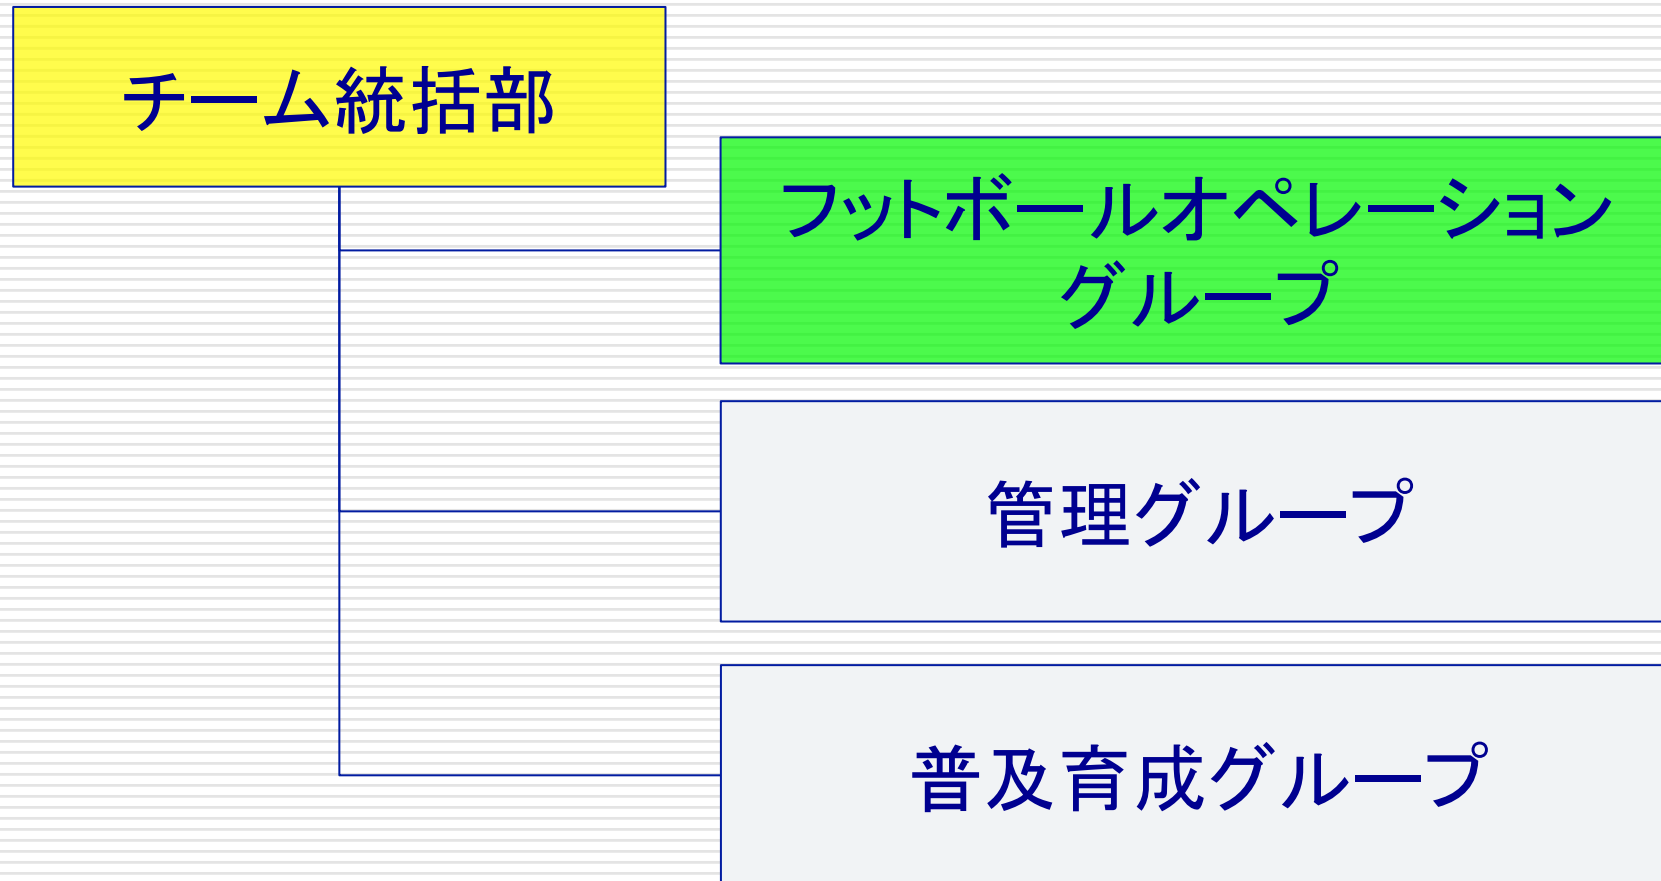 チーム統括部
フットボールオペレーション
グループ
管理グループ
普及育成グループ